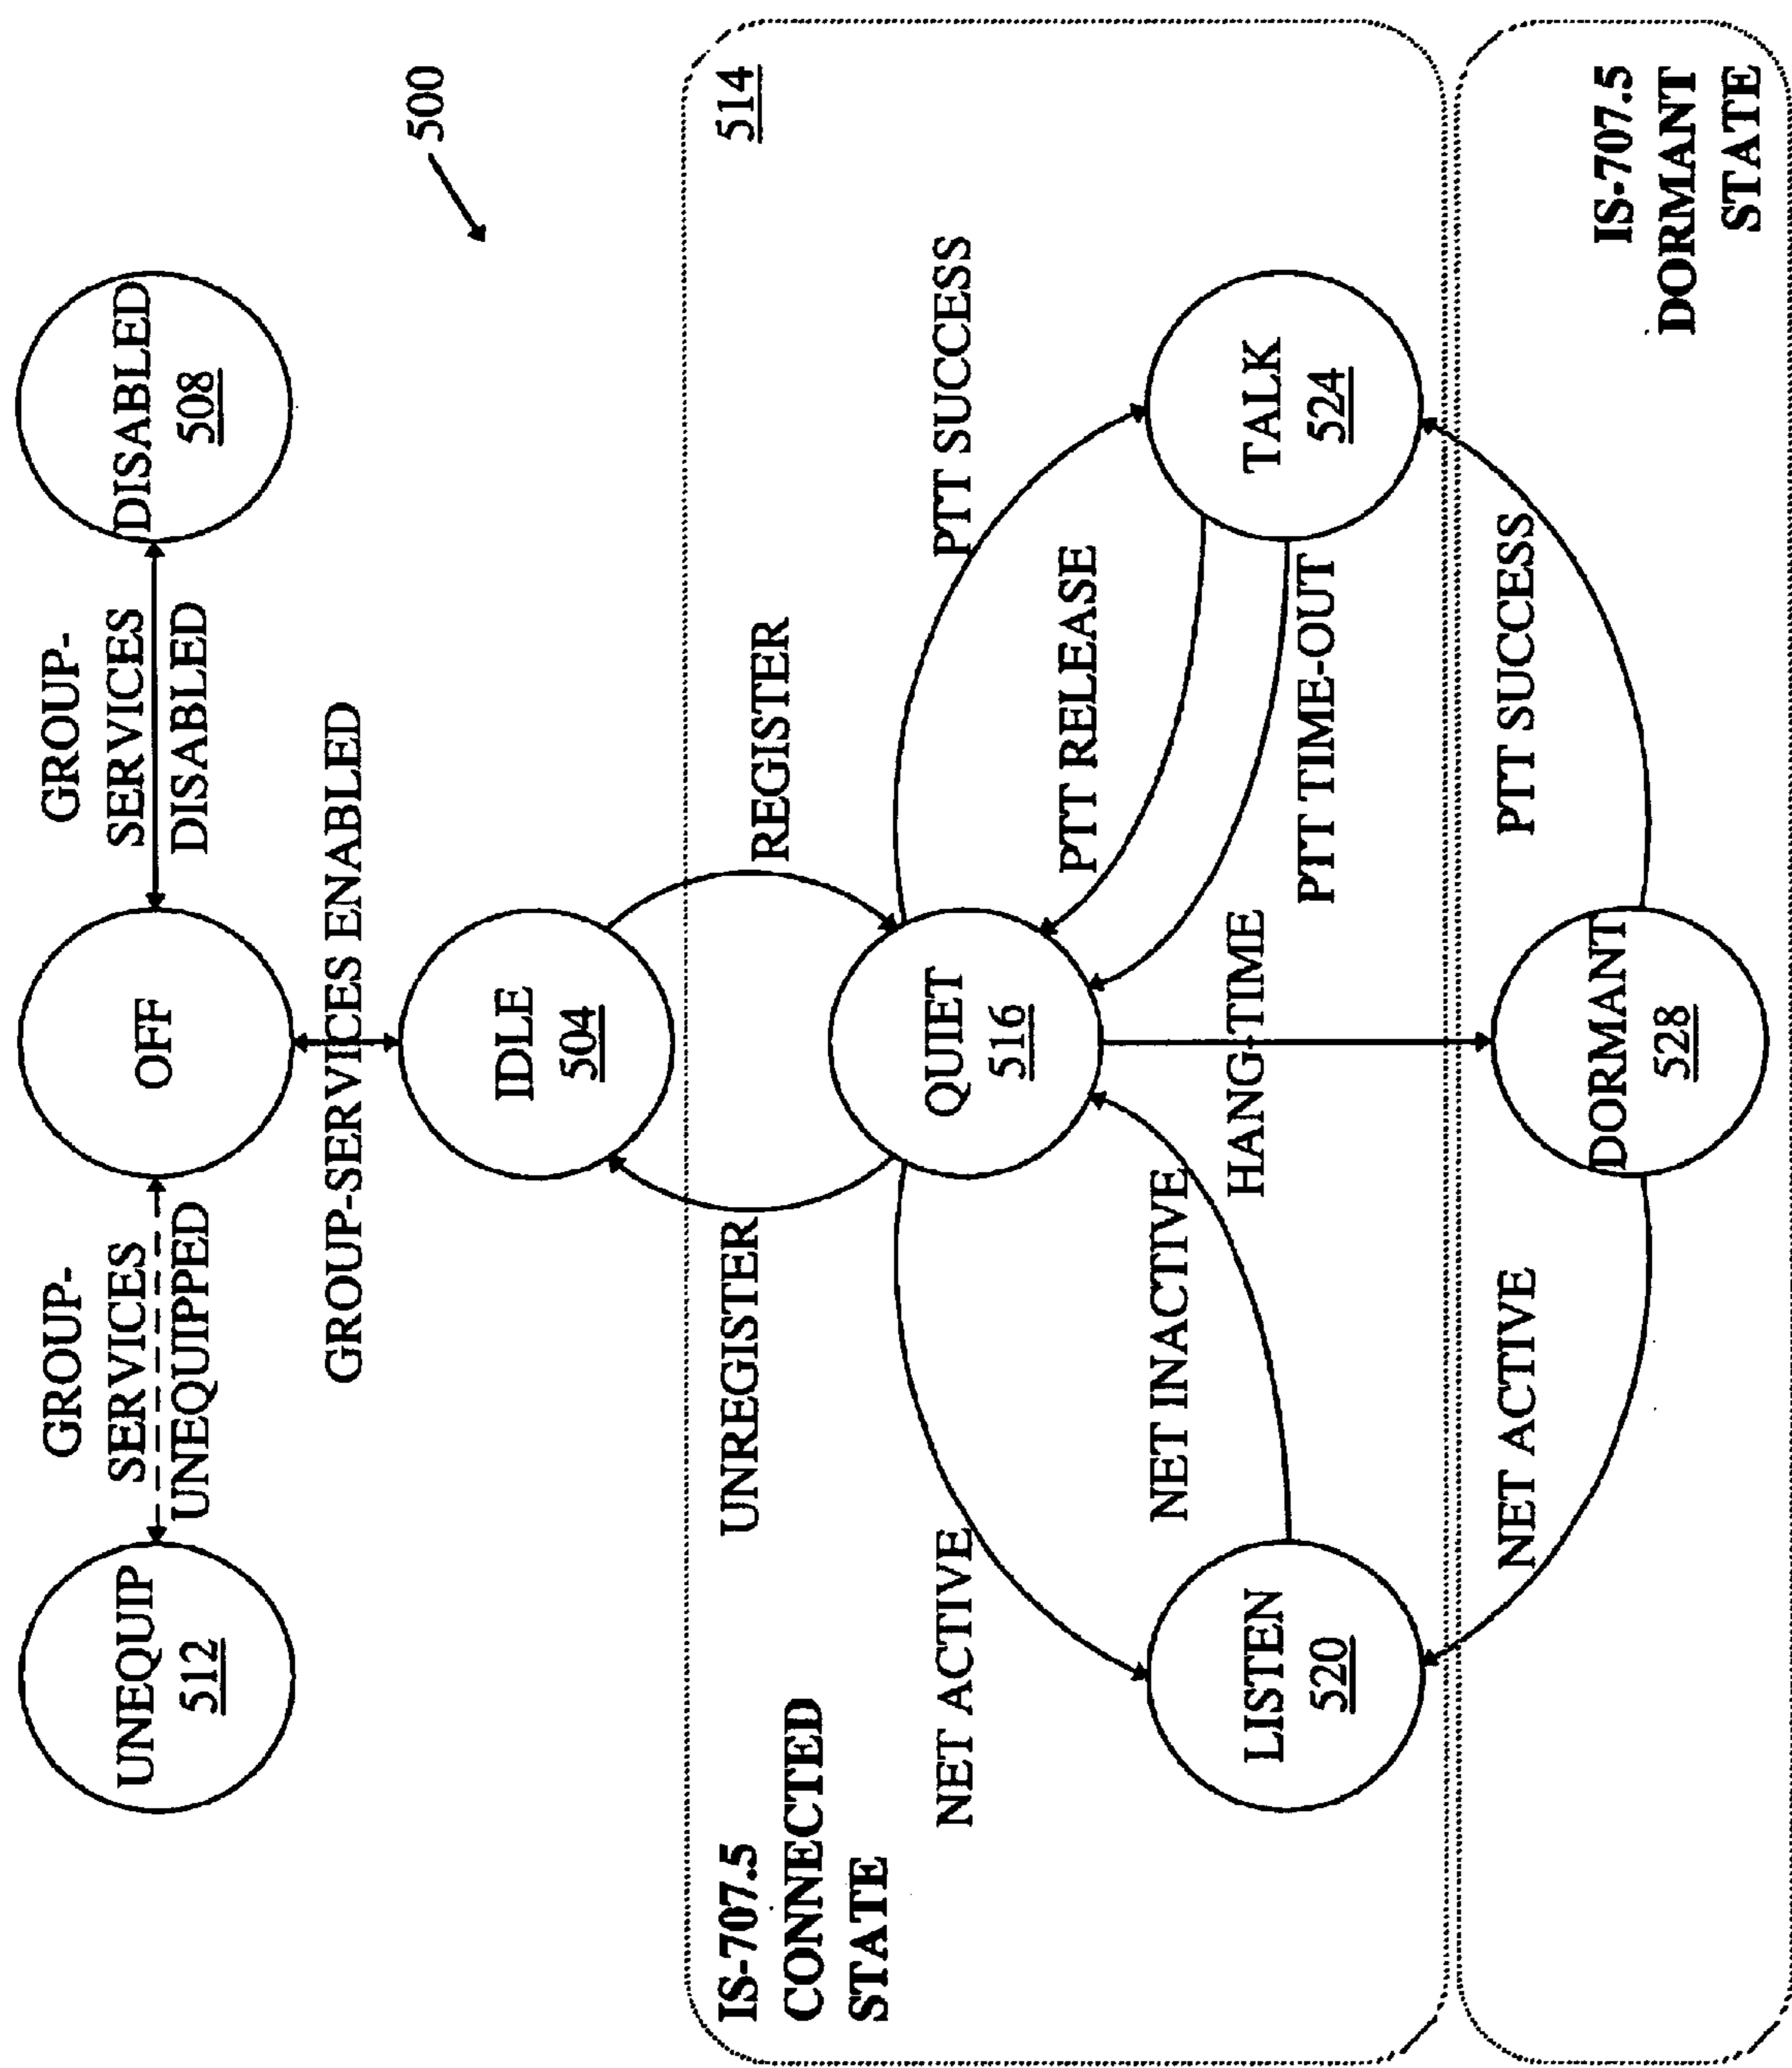 500
GROUP-
SERVICES
UNEQUIPPED
GROUP-
SERVICES
DISABLED
UNEQUIP
512
OFF
DISABLED
508
GROUP-SERVICES ENABLED
IDLE
504
UNREGISTER
REGISTER
IS-707.5
CONNECTED
STATE
514
QUIET
516
NET ACTIVE
PTT SUCCESS
NET INACTIVE
PTT RELEASE
HANG-TIME
PTT TIME-OUT
LISTEN
520
TALK
524
NET ACTIVE
PTT SUCCESS
DORMANT
528
IS-707.5
DORMANT
STATE